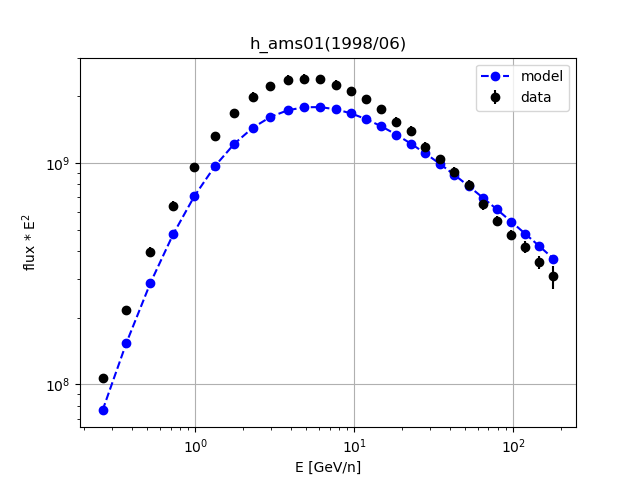 h_ams01(1998/06)
model
data
10⁹
10⁸
flux * E²
10⁰
10¹
10²
E [GeV/n]